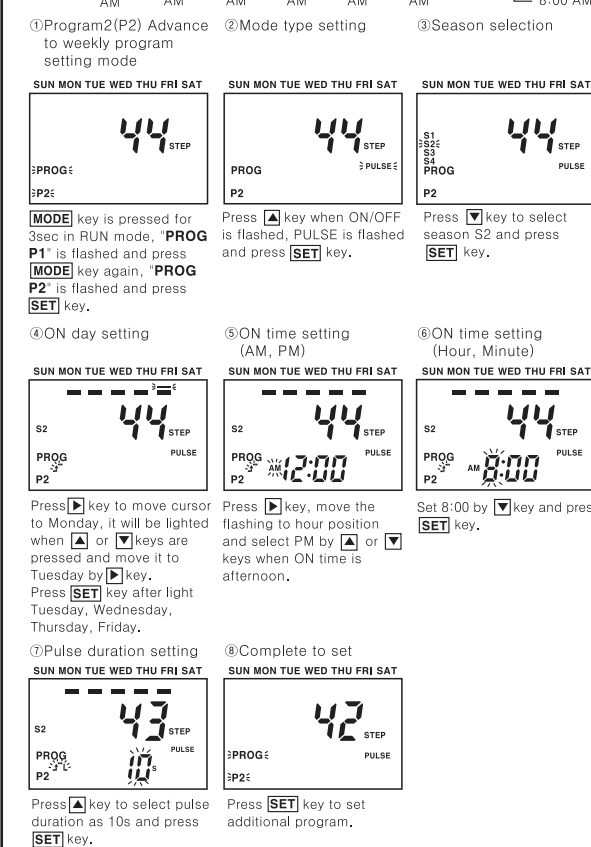 AM AM AM AM AM 8:00 AM
①Program2(P2) Advance
to weekly program
setting mode
SUN MON TUE WED THU FRI SAT
44 STEP
PROG
P2
MODE key is pressed for
3sec in RUN mode, "PROG
P1" is flashed and press
MODE key again, "PROG
P2" is flashed and press
SET key.
②Mode type setting
SUN MON TUE WED THU FRI SAT
44 STEP
PULSE
PROG
P2
Press ▲ key when ON/OFF
is flashed, PULSE is flashed
and press SET key.
③Season selection
SUN MON TUE WED THU FRI SAT
S1
S2
S3
S4
44 STEP
PROG
PULSE
P2
Press ▼ key to select
season S2 and press
SET key.
④ON day setting
SUN MON TUE WED THU FRI SAT
S2
44 STEP
PULSE
PROG
P2
Press ▶ key to move cursor
to Monday, it will be lighted
when ▲ or ▼ keys are
pressed and move it to
Tuesday by ▶ key.
Press SET key after light
Tuesday, Wednesday,
Thursday, Friday.
⑤ON time setting
(AM, PM)
SUN MON TUE WED THU FRI SAT
S2
44 STEP
PULSE
PROG
P2
AM 12:00
Press ▶ key, move the
flashing to hour position
and select PM by ▲ or ▼
keys when ON time is
afternoon.
⑥ON time setting
(Hour, Minute)
SUN MON TUE WED THU FRI SAT
S2
44 STEP
PULSE
PROG
P2
AM 8:00
Set 8:00 by ▼ key and pres
SET key.
⑦Pulse duration setting
SUN MON TUE WED THU FRI SAT
S2
43 STEP
PULSE
PROG
P2
10s
Press ▲ key to select pulse
duration as 10s and press
SET key.
⑧Complete to set
SUN MON TUE WED THU FRI SAT
42 STEP
PROG
PULSE
P2
Press SET key to set
additional program.